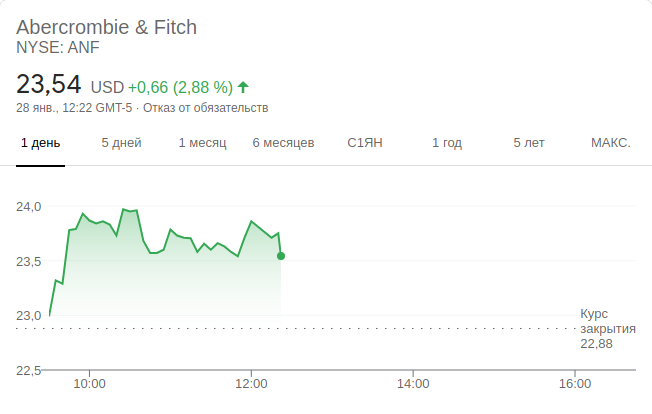 Abercrombie & Fitch
NYSE: ANF
23,54 USD +0,66 (2,88 %)
28 янв., 12:22 GMT-5 · Отказ от обязательств
1 день 5 дней 1 месяц 6 месяцев С1ЯН 1 год 5 лет МАКС.
24,0
23,5
23,0
Курс
закрытия
22,88
22,5
10:00 12:00 14:00 16:00